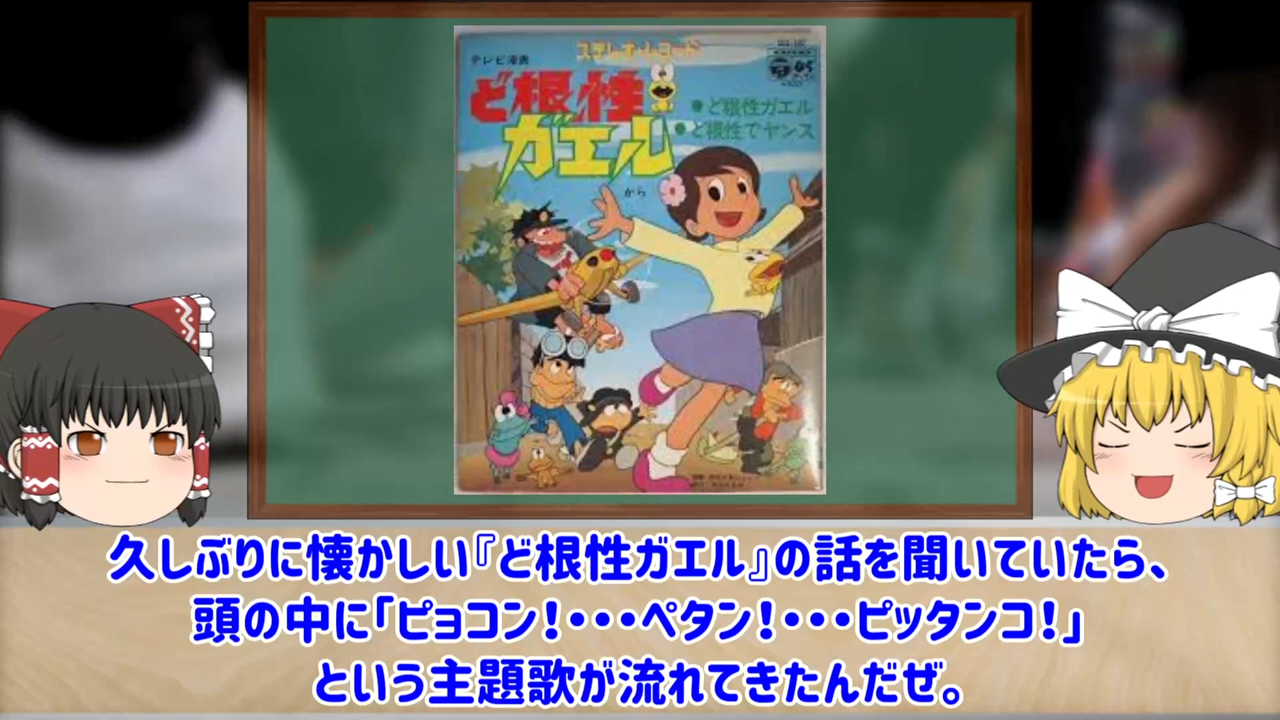 ステレオ・レコード
テレビ漫画
ど根性
ガエル
から
●ど根性ガエル
●ど根性でヤンス
45
久しぶりに懐かしい『ど根性ガエル』の話を聞いていたら、
頭の中に「ピョコン!・・・ペタン!・・・ピッタンコ!」
という主題歌が流れてきたんだぜ。